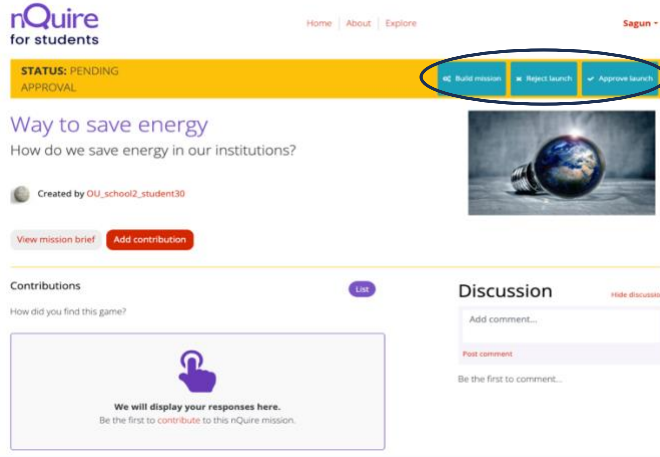 nQuire
for students
Home About Explore
Sagun
STATUS: PENDING
APPROVAL
Build mission
Reject launch
Approve launch
Way to save energy
How do we save energy in our institutions?
Created by OU_school2_student30
View mission brief
Add contribution
Contributions
List
How did you find this game?
We will display your responses here.
Be the first to contribute to this nQuire mission.
Discussion
Hide discussio
Add comment...
Post comment
Be the first to comment...